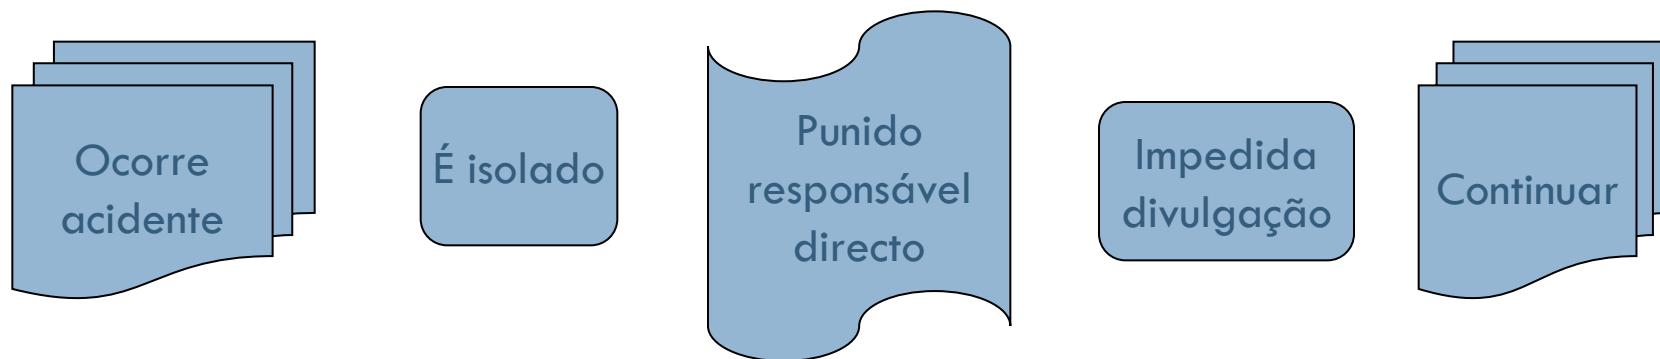 Ocorre
acidente
É isolado
Punido
responsável
directo
Impedida
divulgação
Continuar